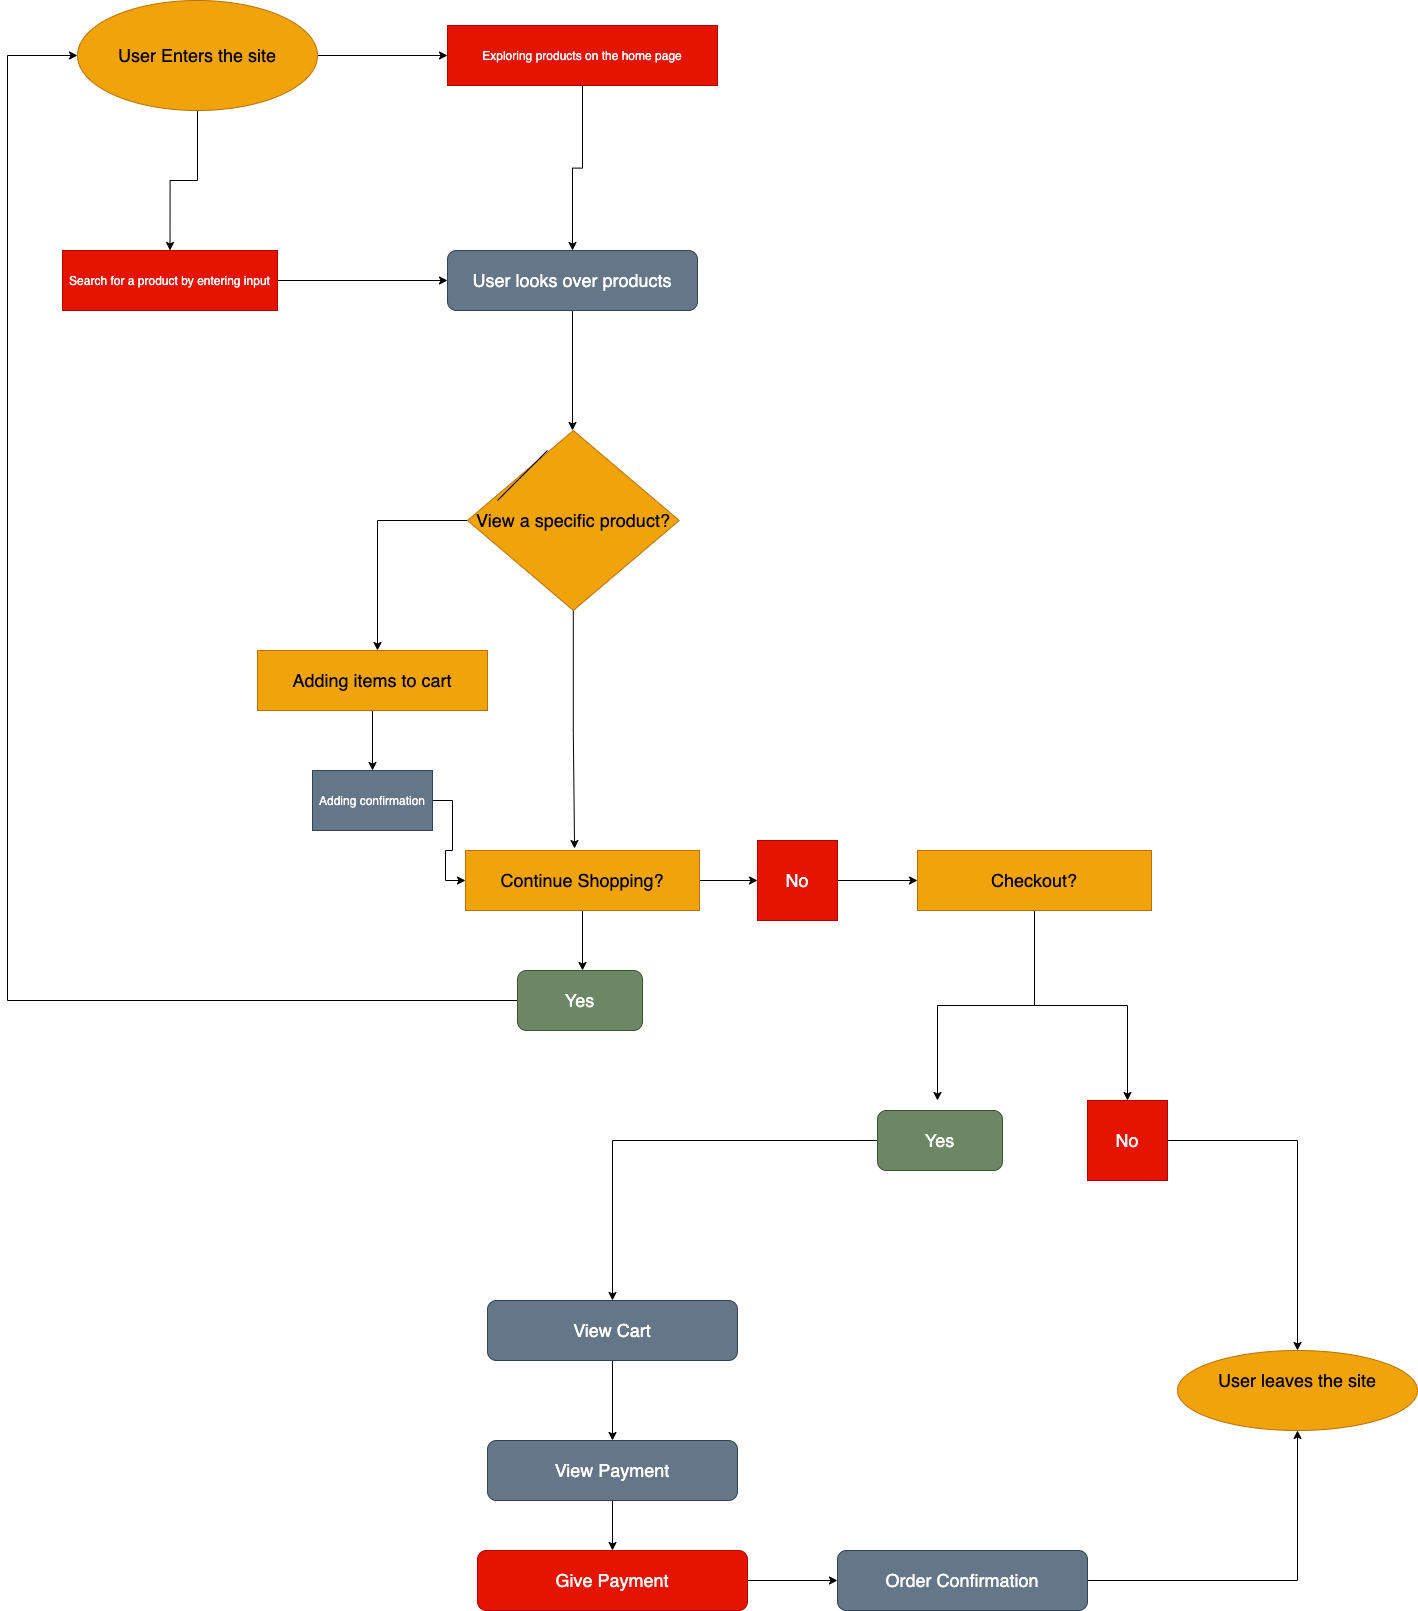 User Enters the site
Exploring products on the home page
Search for a product by entering input
User looks over products
View a specific product?
Adding items to cart
Adding confirmation
Continue Shopping?
No
Checkout?
Yes
Yes
No
View Cart
User leaves the site
View Payment
Give Payment
Order Confirmation